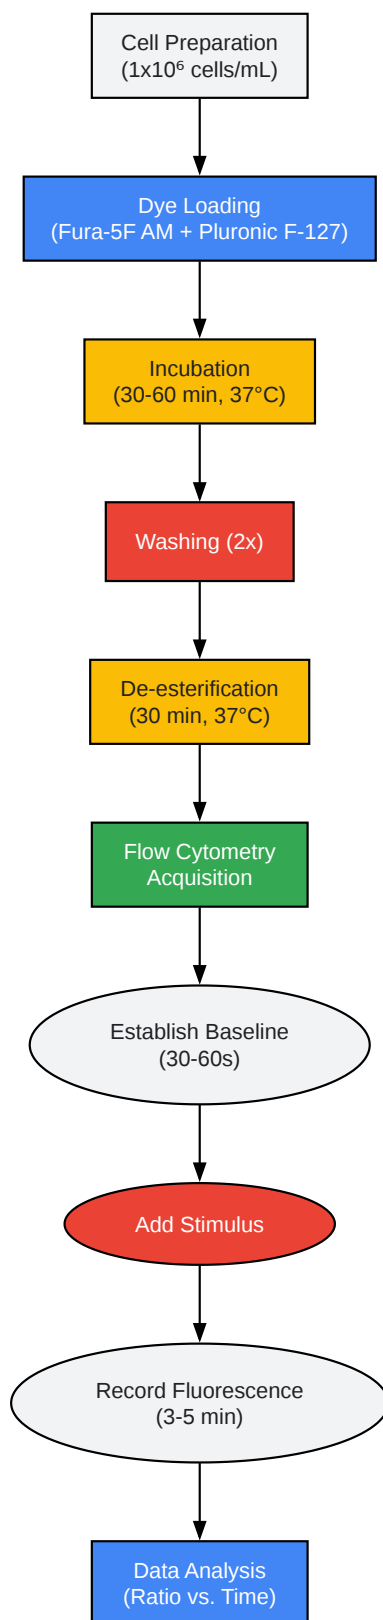 Cell Preparation
(1x10⁶ cells/mL)
Dye Loading
(Fura-5F AM + Pluronic F-127)
Incubation
(30-60 min, 37°C)
Washing (2x)
De-esterification
(30 min, 37°C)
Flow Cytometry
Acquisition
Establish Baseline
(30-60s)
Add Stimulus
Record Fluorescence
(3-5 min)
Data Analysis
(Ratio vs. Time)